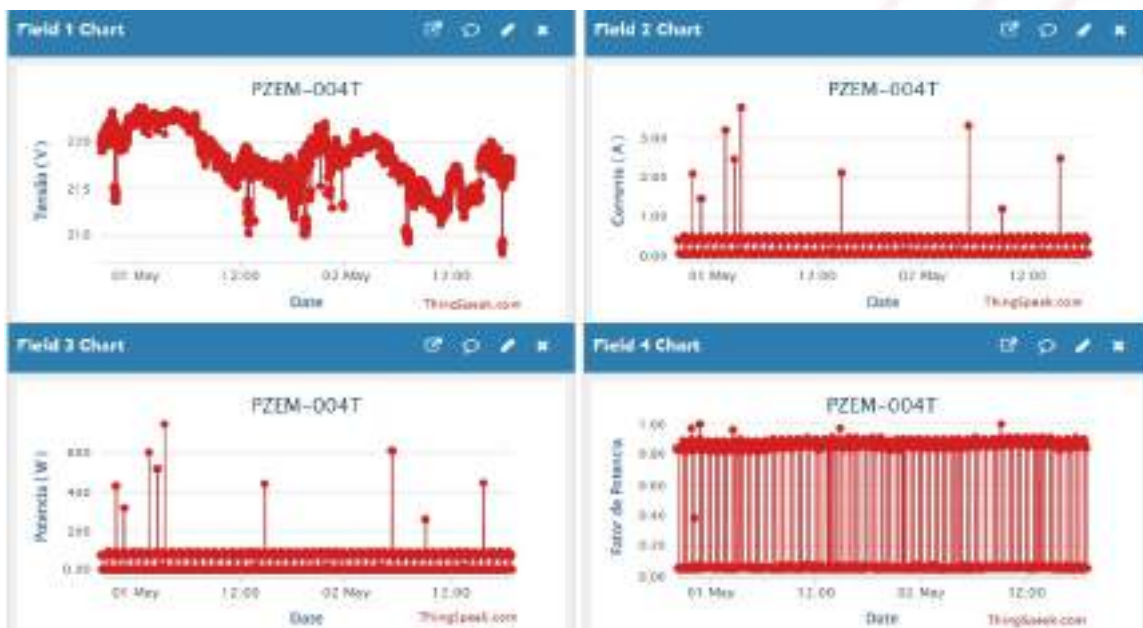 Field 1 Chart
PZEM-004T
Tensão (V)
220
215
210
01 May
12:00
02 May
12:00
Date
ThingSpeak.com
Field 2 Chart
PZEM-004T
Corrente (A)
3.00
2.00
1.00
0.00
01 May
12:00
02 May
12:00
Date
ThingSpeak.com
Field 3 Chart
PZEM-004T
Potência (W)
600
400
200
0.00
01 May
12:00
02 May
12:00
Date
ThingSpeak.com
Field 4 Chart
PZEM-004T
Fator de Potência
1.00
0.80
0.60
0.40
0.20
0.00
01 May
12:00
02 May
12:00
Date
ThingSpeak.com